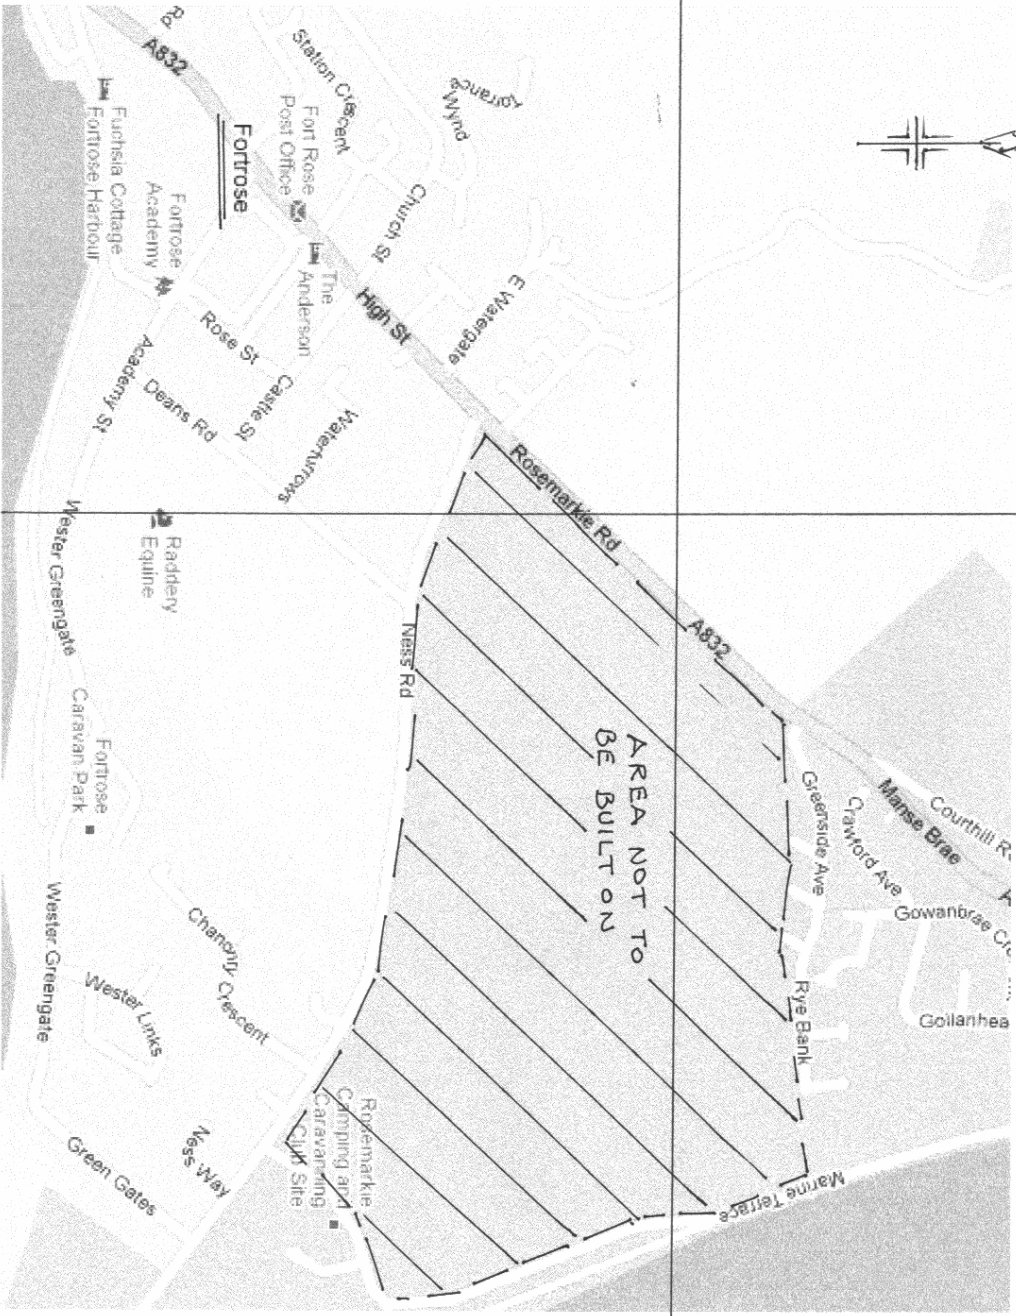 A832
Station Crescent
Torrance
Wynd
Fuchsia Cottage
Fortrose Harbour
Fort Rose
Post Office
Fortrose
Church St
Fortrose
Academy
The
Anderson
E Watergate
High St
Rose St
Academy St
Castle St
Deans Rd
Waterfurrows
Rosemarkie Rd
Wester Greengate
Raddery
Equine
Ness Rd
A832
AREA NOT TO
BE BUILT ON
Fortrose
Caravan Park
Greenside Ave
Crawford Ave
Manse Brae
Courthill
Gowanbrae
Gollanhea
Wester Greengate
Chanonry Crescent
Wester Links
Rye Bank
Rosemarkie
Camping and
Caravanning
Club Site
Ness Way
Green Gates
Marine Terrace